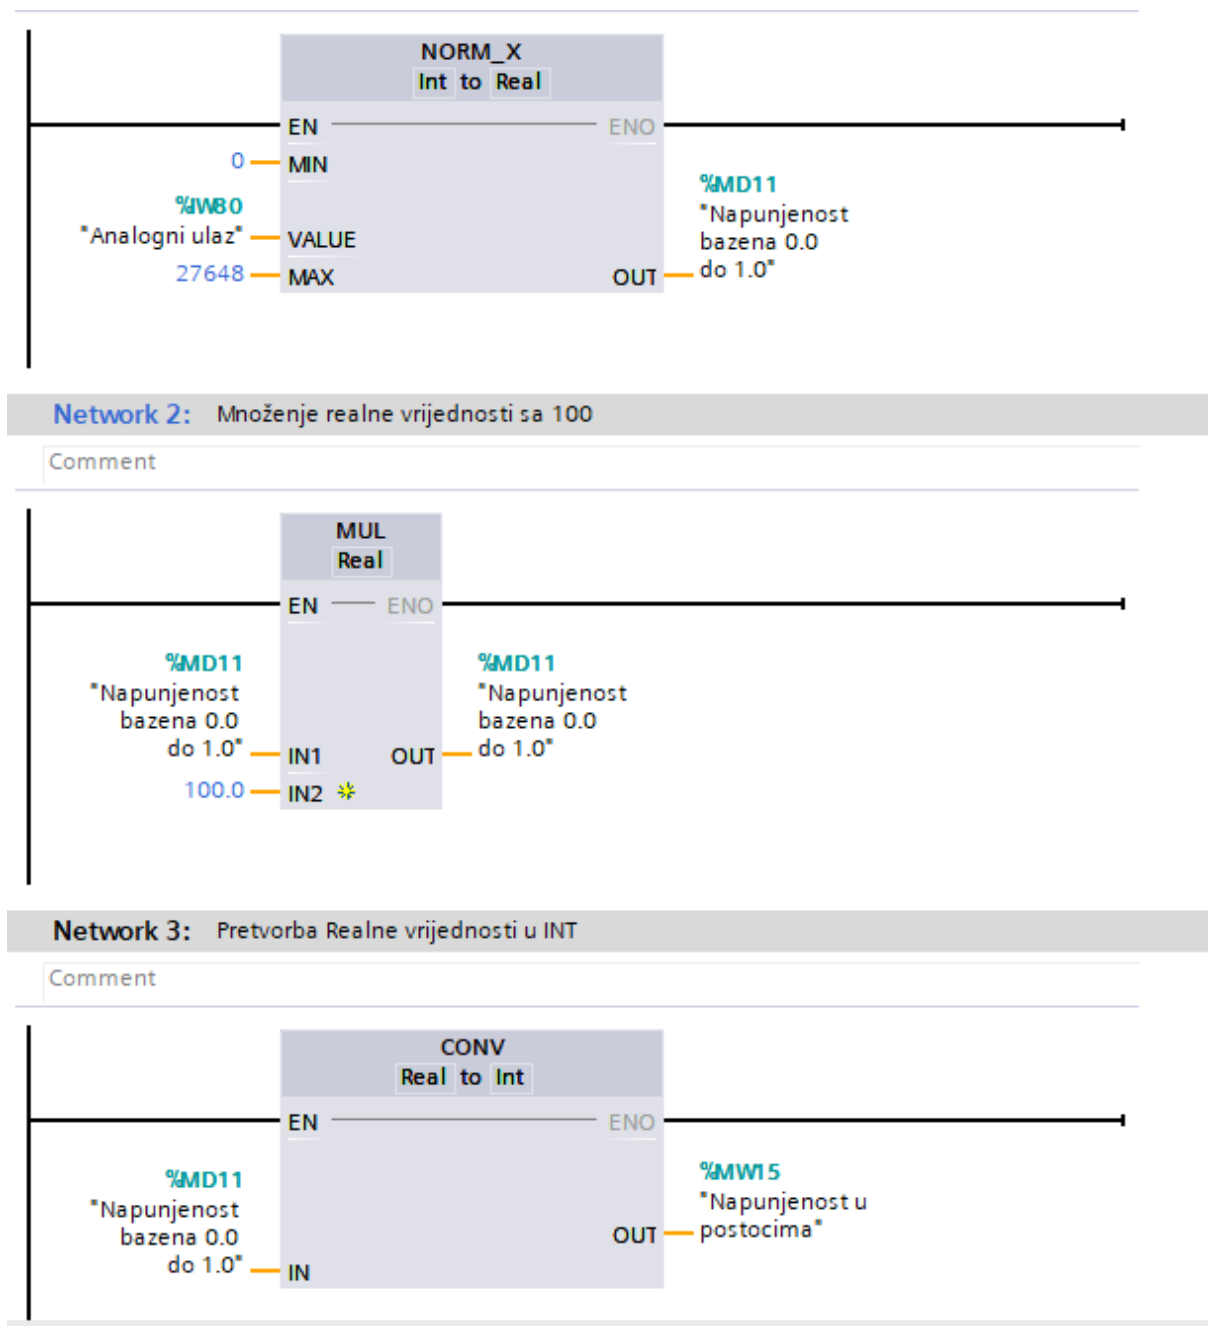 NORM_X
Int to Real
EN ENO
0 MIN
%IW80
"Analogni ulaz" VALUE
27648 MAX
OUT
%MD11
"Napunjenost
bazena 0.0
do 1.0"
Network 2: Množenje realne vrijednosti sa 100
Comment
MUL
Real
EN ENO
%MD11
"Napunjenost
bazena 0.0
do 1.0"
IN1
100.0 IN2
OUT
%MD11
"Napunjenost
bazena 0.0
do 1.0"
Network 3: Pretvorba Realne vrijednosti u INT
Comment
CONV
Real to Int
EN ENO
%MD11
"Napunjenost
bazena 0.0
do 1.0"
IN
OUT
%MW15
"Napunjenost u
postocima"